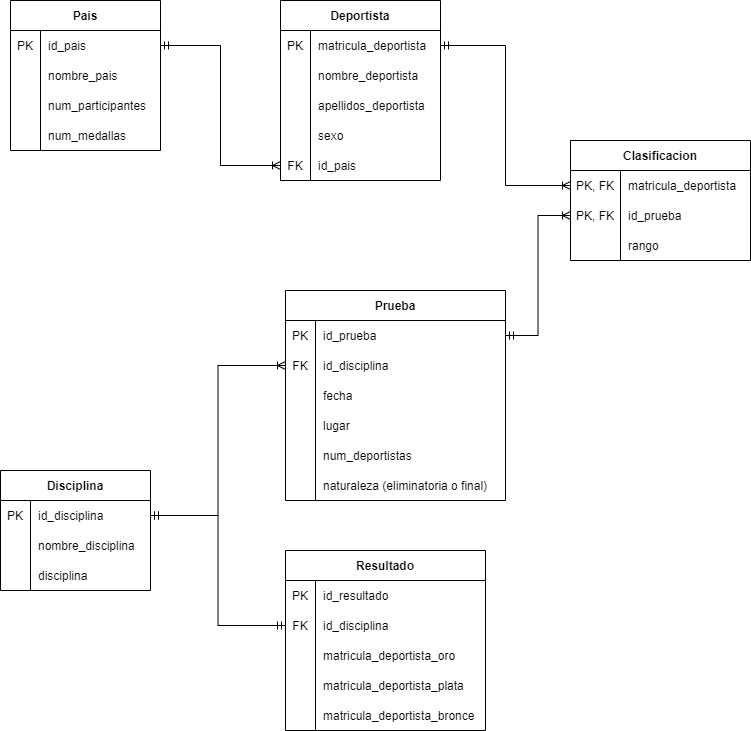 Pais
PK id_pais
nombre_pais
num_participantes
num_medallas
Deportista
PK matricula_deportista
nombre_deportista
apellidos_deportista
sexo
FK id_pais
Clasificacion
PK, FK matricula_deportista
PK, FK id_prueba
rango
Prueba
PK id_prueba
FK id_disciplina
fecha
lugar
num_deportistas
naturaleza (eliminatoria o final)
Disciplina
PK id_disciplina
nombre_disciplina
disciplina
Resultado
PK id_resultado
FK id_disciplina
matricula_deportista_oro
matricula_deportista_plata
matricula_deportista_bronce